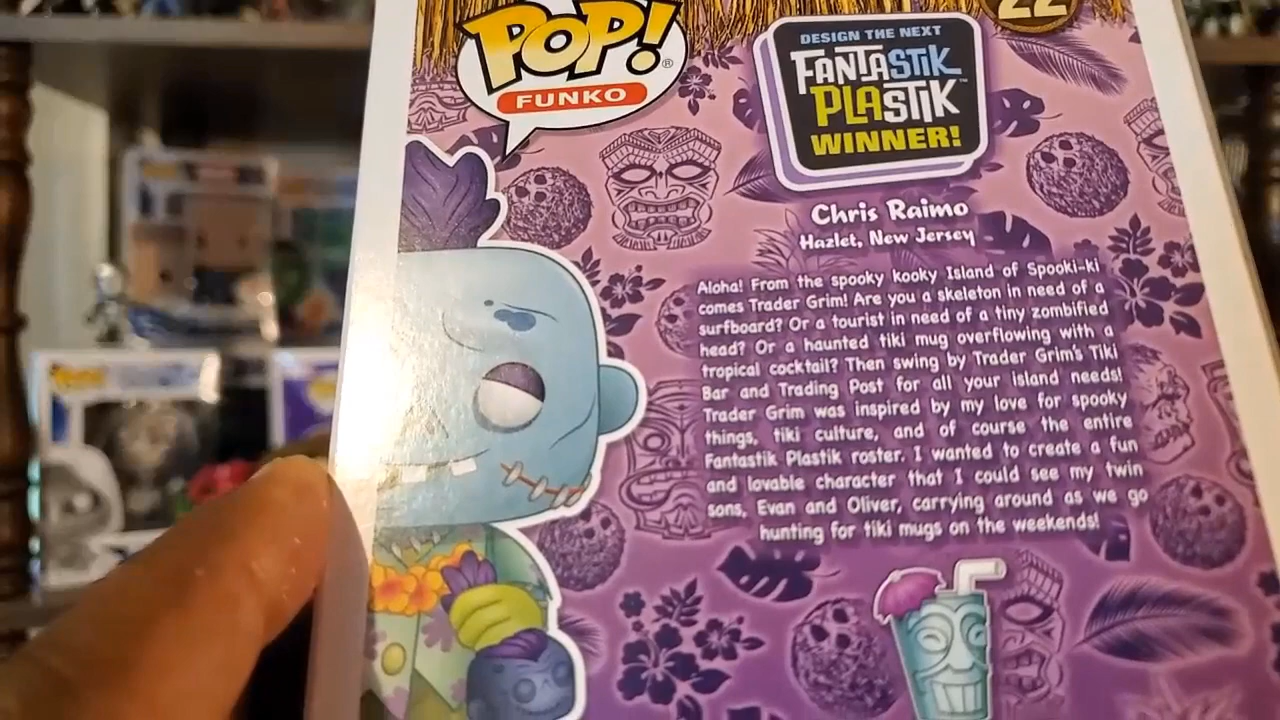 POP!
®
FUNKO
22
DESIGN THE NEXT
FANTASTIK
PLASTIK™
WINNER!
Chris Raimo
Hazlet, New Jersey
Aloha! From the spooky kooky Island of Spooki-ki
comes Trader Grim! Are you a skeleton in need of a
surfboard? Or a tourist in need of a tiny zombified
head? Or a haunted tiki mug overflowing with a
tropical cocktail? Then swing by Trader Grim's Tiki
Bar and Trading Post for all your island needs!
Trader Grim was inspired by my love for spooky
things, tiki culture, and of course the entire
Fantastik Plastik roster. I wanted to create a fun
and lovable character that I could see my twin
sons, Evan and Oliver, carrying around as we go
hunting for tiki mugs on the weekends!